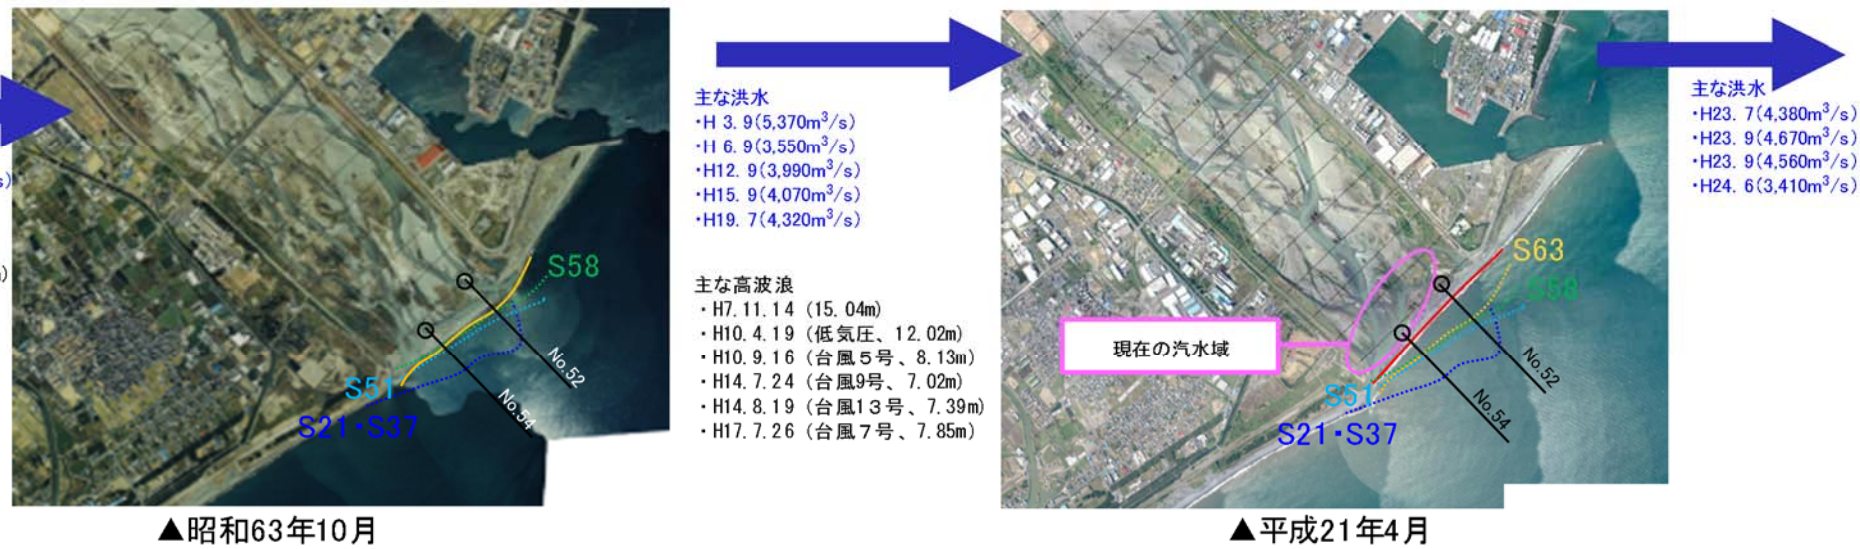 s)
)
S58
S51
S21・S37
No.52
No.54
▲昭和63年10月
主な洪水
・H 3. 9(5,370m³/s)
・H 6. 9(3,550m³/s)
・H12. 9(3,990m³/s)
・H15. 9(4,070m³/s)
・H19. 7(4,320m³/s)
主な高波浪
・H7.11.14 (15.04m)
・H10.4.19 (低気圧、12.02m)
・H10.9.16 (台風５号、8.13m)
・H14.7.24 (台風9号、7.02m)
・H14.8.19 (台風13号、7.39m)
・H17.7.26 (台風７号、7.85m)
S63
S58
現在の汽水域
S51
S21・S37
No.52
No.54
▲平成21年4月
主な洪水
・H23. 7(4,380m³/s)
・H23. 9(4,670m³/s)
・H23. 9(4,560m³/s)
・H24. 6(3,410m³/s)